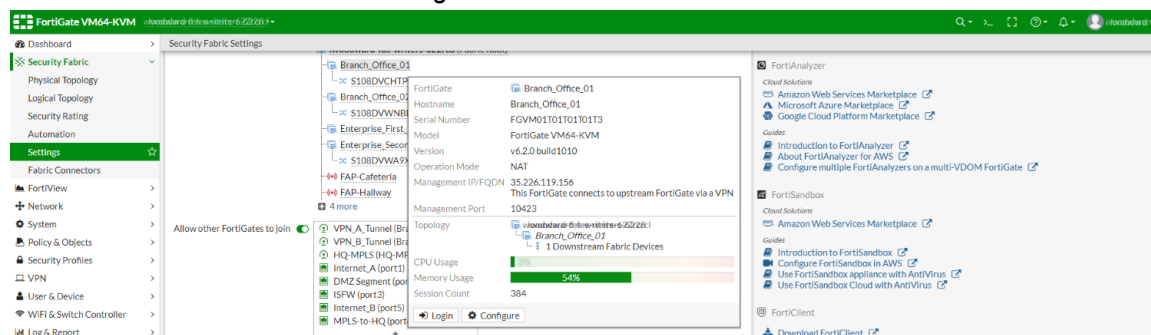 FortiGate VM64-KVM
Dashboard
Security Fabric
Physical Topology
Logical Topology
Security Rating
Automation
Settings
Fabric Connectors
FortiView
Network
System
Policy & Objects
Security Profiles
VPN
User & Device
WiFi & Switch Controller
Log & Report
Security Fabric Settings
Branch_Office_01
S108DVCHTP
Branch_Office_02
S108DVWNB
Enterprise_First_
Enterprise_Secon
S108DVWA9
FAP-Cafeteria
FAP-Hallway
4 more
Allow other FortiGates to join
VPN_A_Tunnel (Bra
VPN_B_Tunnel (Bra
HQ-MPLS (HQ-MP
Internet_A (port1)
DMZ Segment (por
ISFW (port3)
Internet_B (port5)
MPLS-to-HQ (port
FortiGate Branch_Office_01
Hostname Branch_Office_01
Serial Number FGVM01T01T01T01T3
Model FortiGate VM64-KVM
Version v6.2.0 build1010
Operation Mode NAT
Management IP/FQDN 35.226.119.156
This FortiGate connects to upstream FortiGate via a VPN
Management Port 10423
Topology
Branch_Office_01
1 Downstream Fabric Devices
CPU Usage
Memory Usage 54%
Session Count 384
Login Configure
FortiAnalyzer
Cloud Solutions
Amazon Web Services Marketplace
Microsoft Azure Marketplace
Google Cloud Platform Marketplace
Guides
Introduction to FortiAnalyzer
About FortiAnalyzer for AWS
Configure multiple FortiAnalyzers on a multi-VDOM FortiGate
FortiSandbox
Cloud Solutions
Amazon Web Services Marketplace
Guides
Introduction to FortiSandbox
Configure FortiSandbox in AWS
Use FortiSandbox appliance with AntiVirus
Use FortiSandbox Cloud with AntiVirus
FortiClient
Download FortiClient